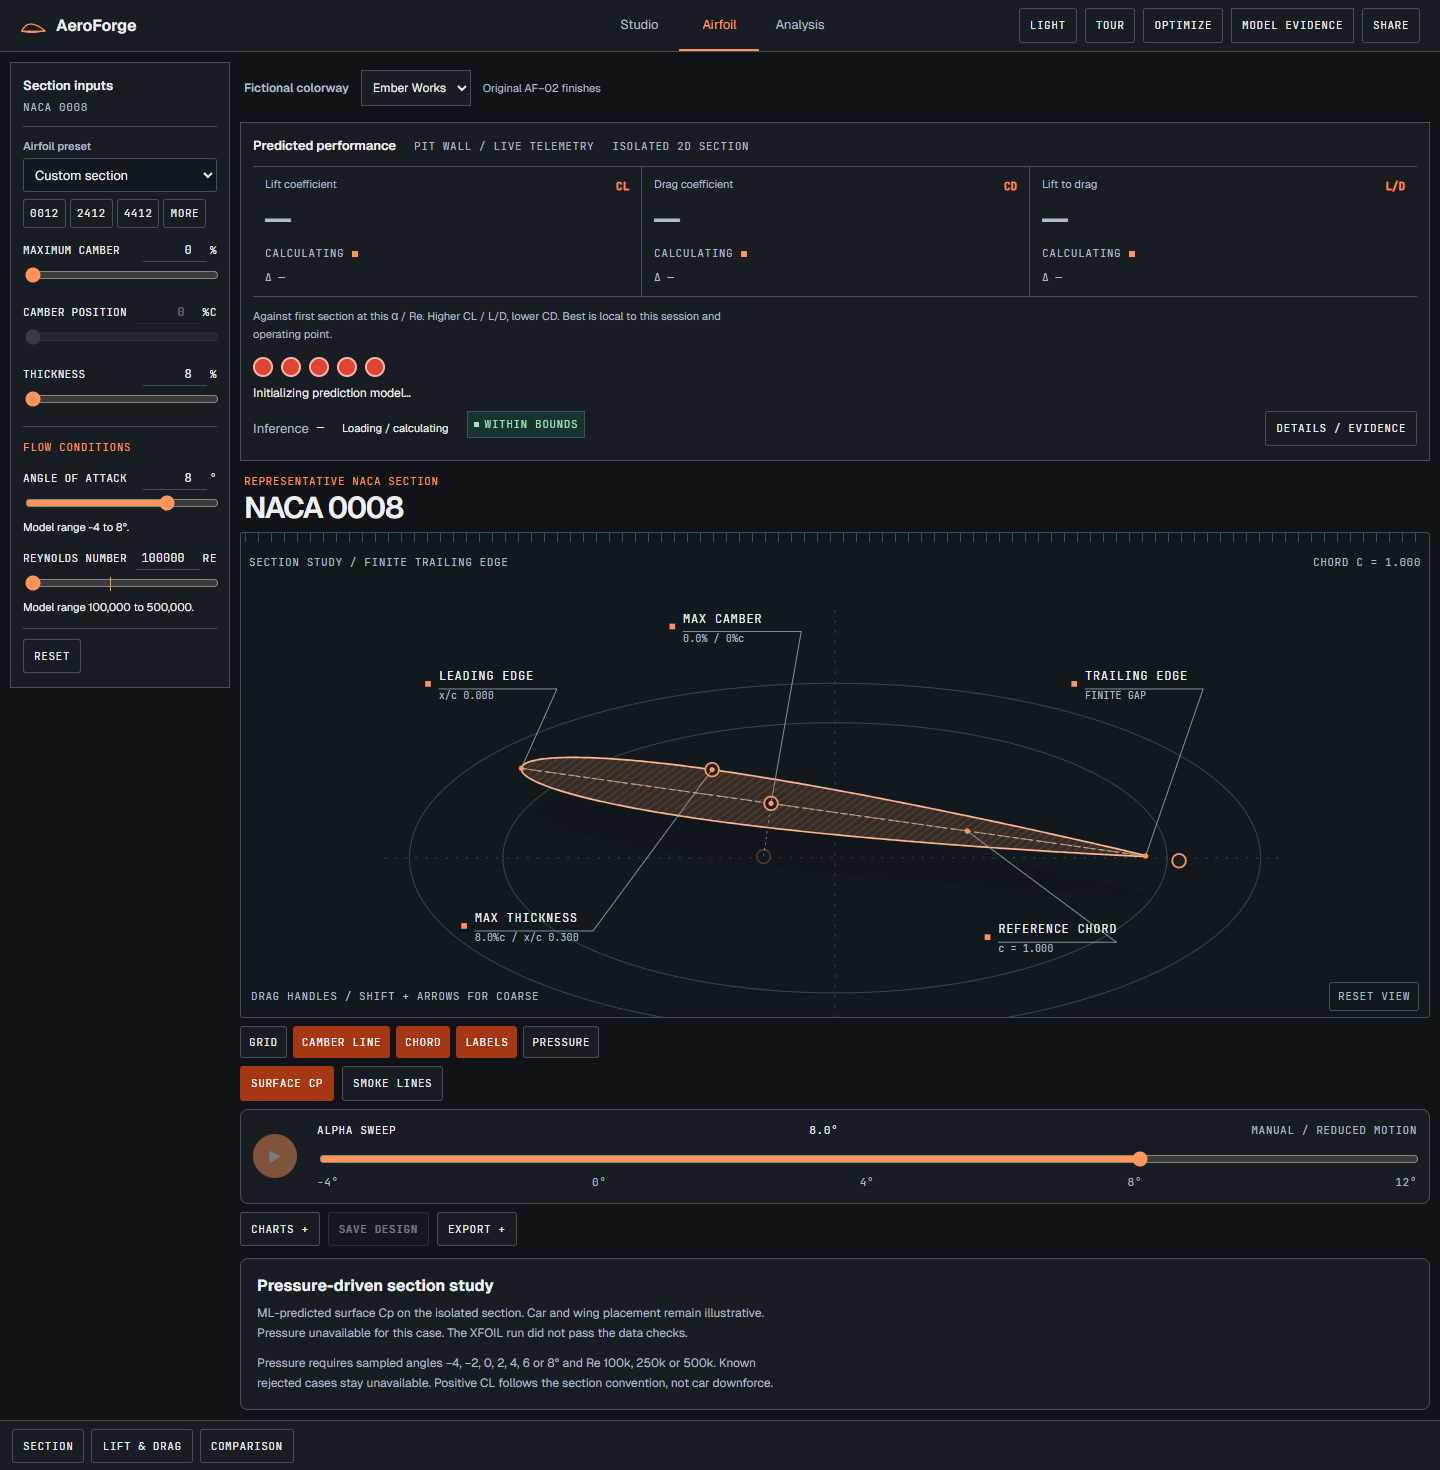 AeroForge
Studio
Airfoil
Analysis
LIGHT
TOUR
OPTIMIZE
MODEL EVIDENCE
SHARE
Section inputs
NACA 0008
Airfoil preset
Custom section
0012
2412
4412
MORE
MAXIMUM CAMBER 0 %
CAMBER POSITION 0 %C
THICKNESS 8 %
FLOW CONDITIONS
ANGLE OF ATTACK 8 °
Model range -4 to 8°.
REYNOLDS NUMBER 100000 RE
Model range 100,000 to 500,000.
RESET
Fictional colorway
Ember Works
Original AF-02 finishes
Predicted performance PIT WALL / LIVE TELEMETRY ISOLATED 2D SECTION
Lift coefficient CL
—
CALCULATING
Δ —
Drag coefficient CD
—
CALCULATING
Δ —
Lift to drag L/D
—
CALCULATING
Δ —
Against first section at this α / Re. Higher CL / L/D, lower CD. Best is local to this session and
operating point.
Initializing prediction model…
Inference — Loading / calculating WITHIN BOUNDS
DETAILS / EVIDENCE
REPRESENTATIVE NACA SECTION
NACA 0008
SECTION STUDY / FINITE TRAILING EDGE
CHORD C = 1.000
MAX CAMBER
0.0% / 0%c
LEADING EDGE
x/c 0.000
TRAILING EDGE
FINITE GAP
MAX THICKNESS
8.0%c / x/c 0.300
REFERENCE CHORD
c = 1.000
DRAG HANDLES / SHIFT + ARROWS FOR COARSE
RESET VIEW
GRID
CAMBER LINE
CHORD
LABELS
PRESSURE
SURFACE CP
SMOKE LINES
ALPHA SWEEP
8.0°
MANUAL / REDUCED MOTION
-4° 0° 4° 8° 12°
CHARTS +
SAVE DESIGN
EXPORT +
Pressure-driven section study
ML-predicted surface Cp on the isolated section. Car and wing placement remain illustrative.
Pressure unavailable for this case. The XFOIL run did not pass the data checks.
Pressure requires sampled angles −4, −2, 0, 2, 4, 6 or 8° and Re 100k, 250k or 500k. Known
rejected cases stay unavailable. Positive CL follows the section convention, not car downforce.
SECTION
LIFT & DRAG
COMPARISON